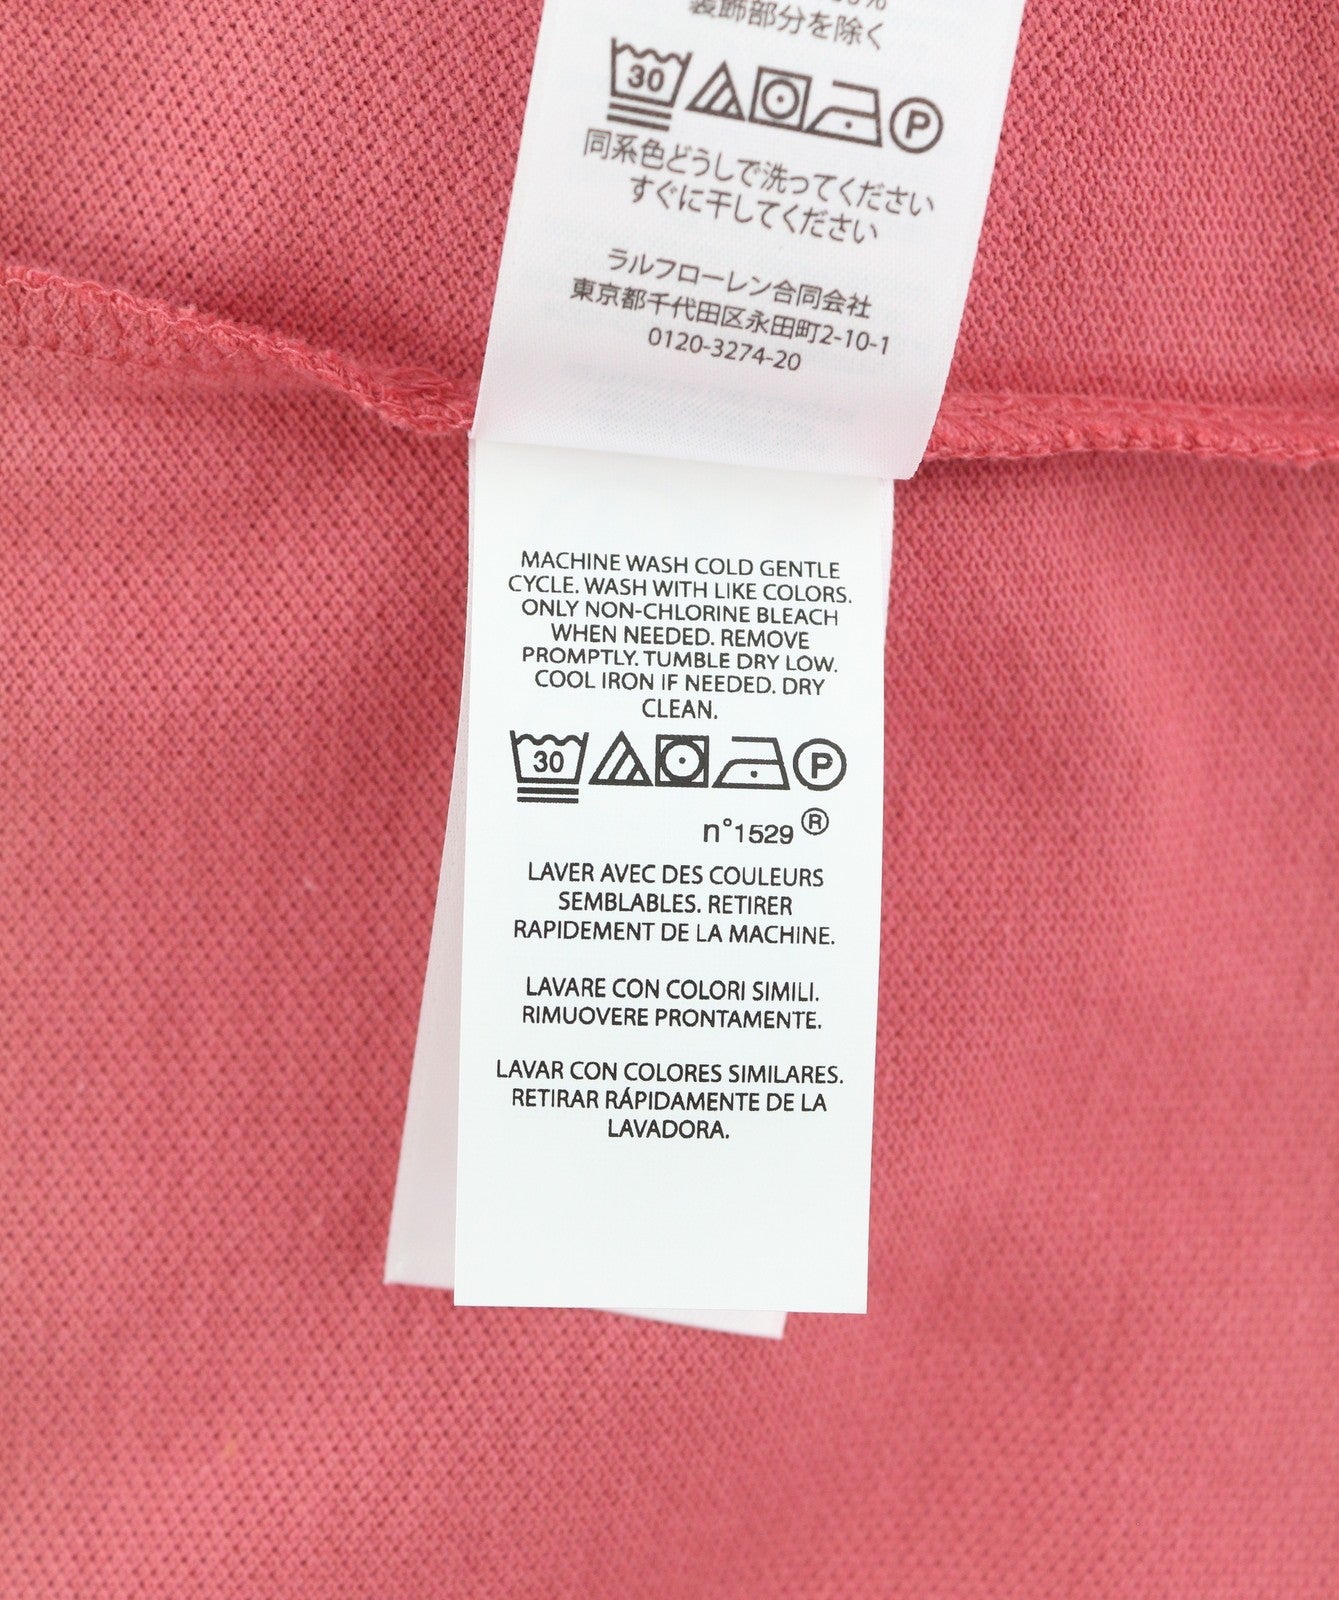 装飾部分を除く
30 P
同系色どうしで洗ってください
すぐに干してください
ラルフローレン合同会社
東京都千代田区永田町2-10-1
0120-3274-20
MACHINE WASH COLD GENTLE
CYCLE. WASH WITH LIKE COLORS.
ONLY NON-CHLORINE BLEACH
WHEN NEEDED. REMOVE
PROMPTLY. TUMBLE DRY LOW.
COOL IRON IF NEEDED. DRY
CLEAN.
30 P
n°1529 ®
LAVER AVEC DES COULEURS
SEMBLABLES. RETIRER
RAPIDEMENT DE LA MACHINE.
LAVARE CON COLORI SIMILI.
RIMUOVERE PRONTAMENTE.
LAVAR CON COLORES SIMILARES.
RETIRAR RÁPIDAMENTE DE LA
LAVADORA.